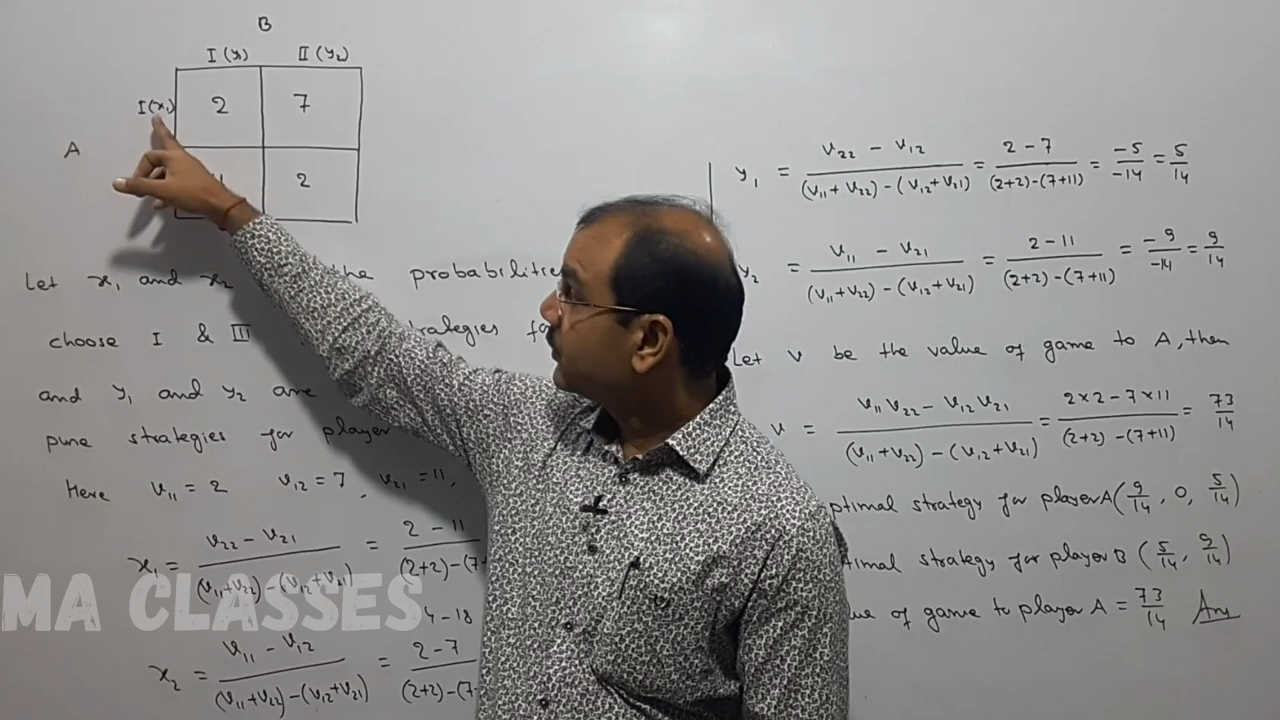 B
I (y₁) II (y₂)
I (x₁) 2 7
A
2
Let x₁ and x₂ the probabilities
choose I & III strategies for
and y₁ and y₂ are
pure strategies for player
Here v₁₁ = 2 v₁₂ = 7, v₂₁ = 11,
x₁ = (v₂₂ - v₂₁) / ((v₁₁+v₂₂) - (v₁₂+v₂₁)) = (2 - 11) / ((2+2) - (7
4 - 18
x₂ = (v₁₁ - v₁₂) / ((v₁₁+v₂₂) - (v₁₂+v₂₁)) = (2 - 7) / ((2+2) - (7
y₁ = (v₂₂ - v₁₂) / ((v₁₁+v₂₂) - (v₁₂+v₂₁)) = (2 - 7) / ((2+2) - (7+11)) = -5/-14 = 5/14
y₂ = (v₁₁ - v₂₁) / ((v₁₁+v₂₂) - (v₁₂+v₂₁)) = (2 - 11) / ((2+2) - (7+11)) = -9/-14 = 9/14
Let v be the value of game to A, then
v = (v₁₁ v₂₂ - v₁₂ v₂₁) / ((v₁₁+v₂₂) - (v₁₂+v₂₁)) = (2×2 - 7×11) / ((2+2) - (7+11)) = 73/14
ptimal strategy for player A (9/14, 0, 5/14)
timal strategy for player B (5/14, 9/14)
ue of game to player A = 73/14 Ans
MA CLASSES